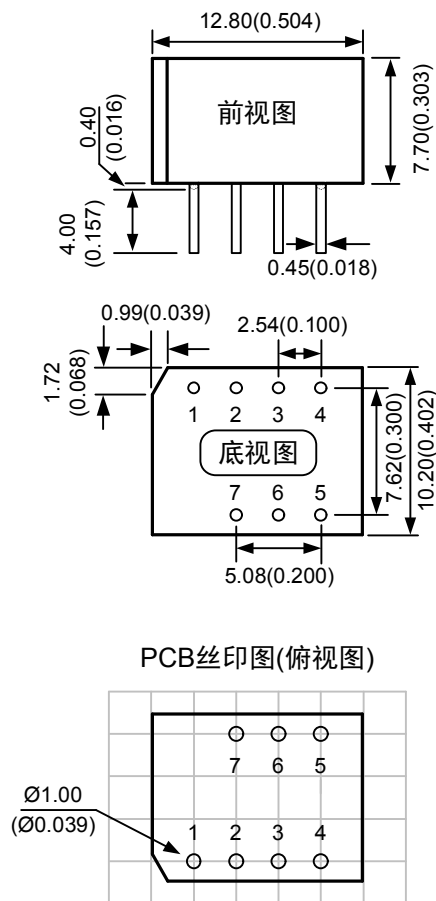 12.80(0.504)
前视图
7.70(0.303)
0.40
(0.016)
4.00
(0.157)
0.45(0.018)
0.99(0.039)
2.54(0.100)
1.72
(0.068)
1 2 3 4
底视图
7 6 5
7.62(0.300)
10.20(0.402)
5.08(0.200)
PCB丝印图(俯视图)
7 6 5
Ø1.00
(Ø0.039)
1 2 3 4